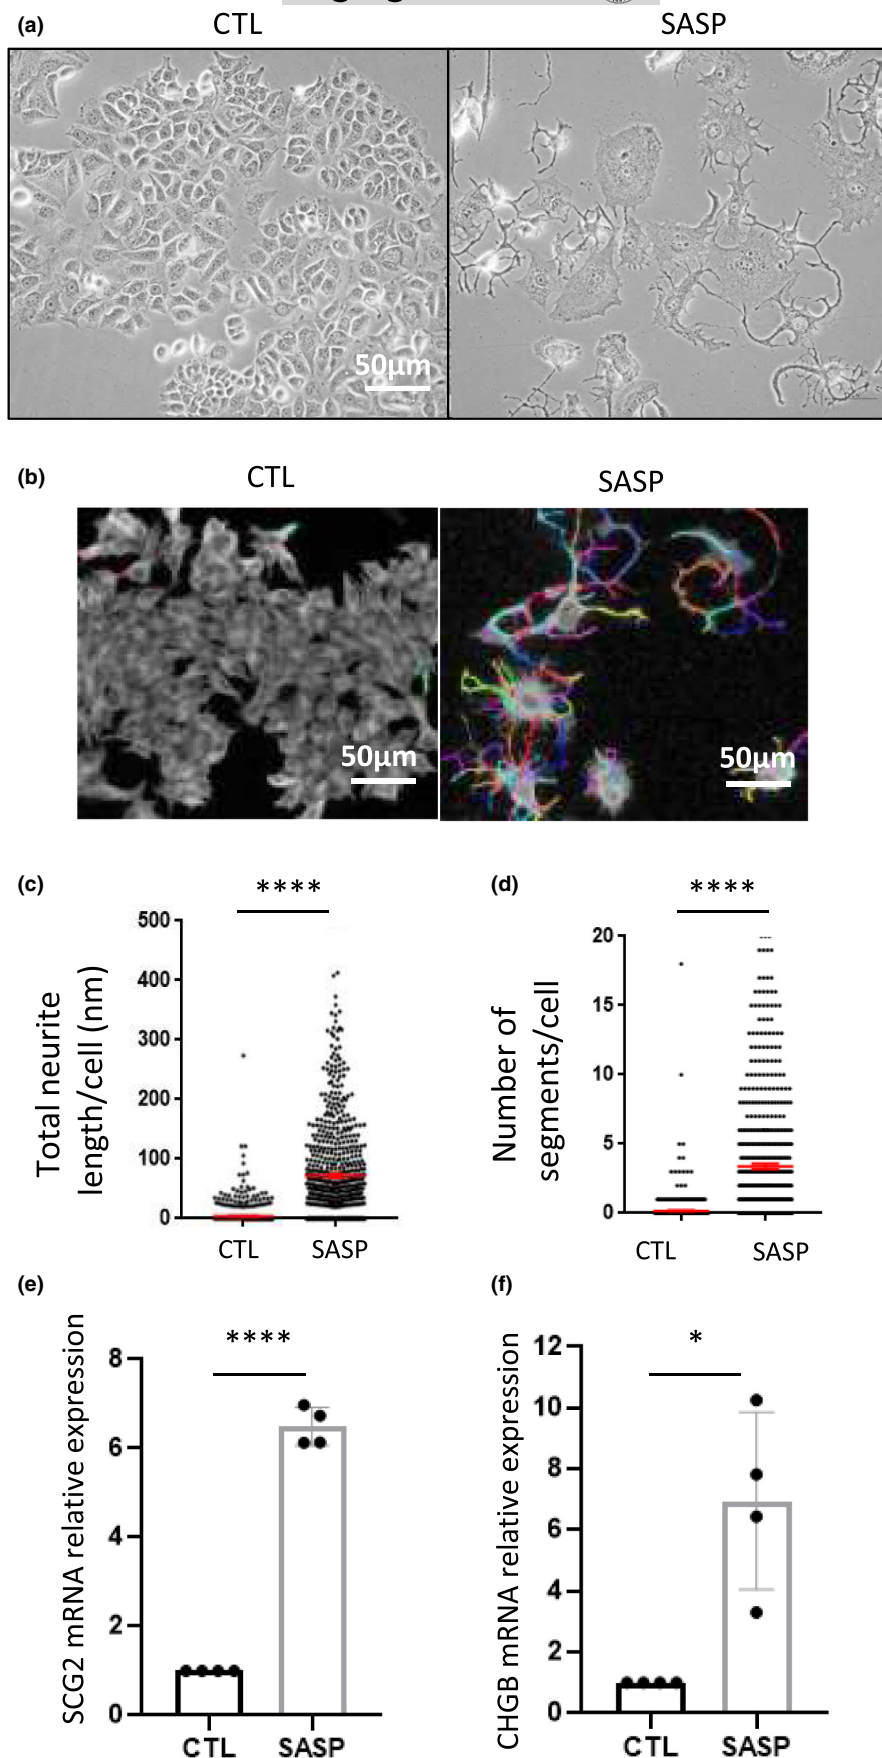 (a)
CTL
SASP
50µm
(b)
CTL
SASP
50µm
50µm
(c)
****
Total neurite
length/cell (nm)
500
400
300
200
100
0
CTL
SASP
(d)
****
Number of
segments/cell
20
15
10
5
0
CTL
SASP
(e)
****
SCG2 mRNA relative expression
8
6
4
2
0
CTL
SASP
(f)
*
CHGB mRNA relative expression
12
10
8
6
4
2
0
CTL
SASP